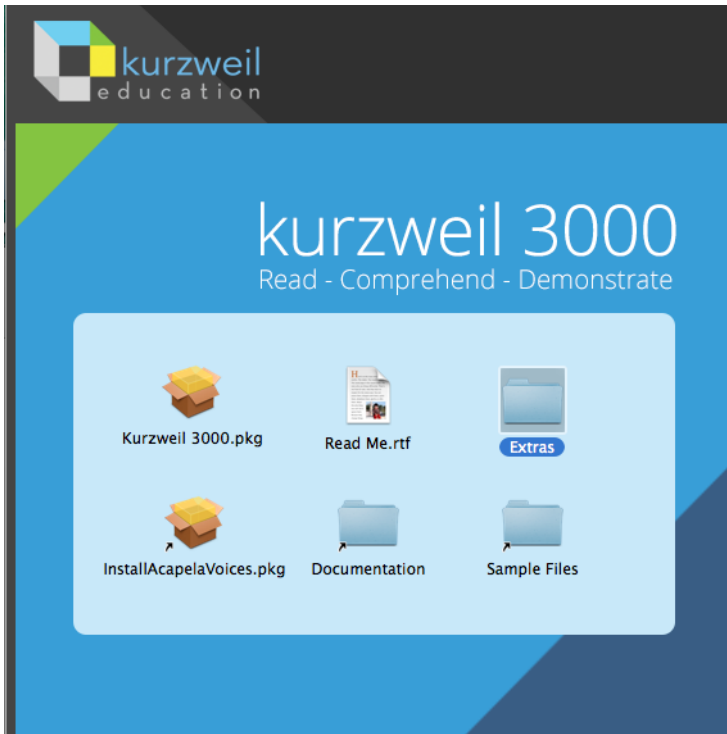 kurzweil
education
kurzweil 3000
Read - Comprehend - Demonstrate
Kurzweil 3000.pkg
Read Me.rtf
Extras
InstallAcapelaVoices.pkg
Documentation
Sample Files